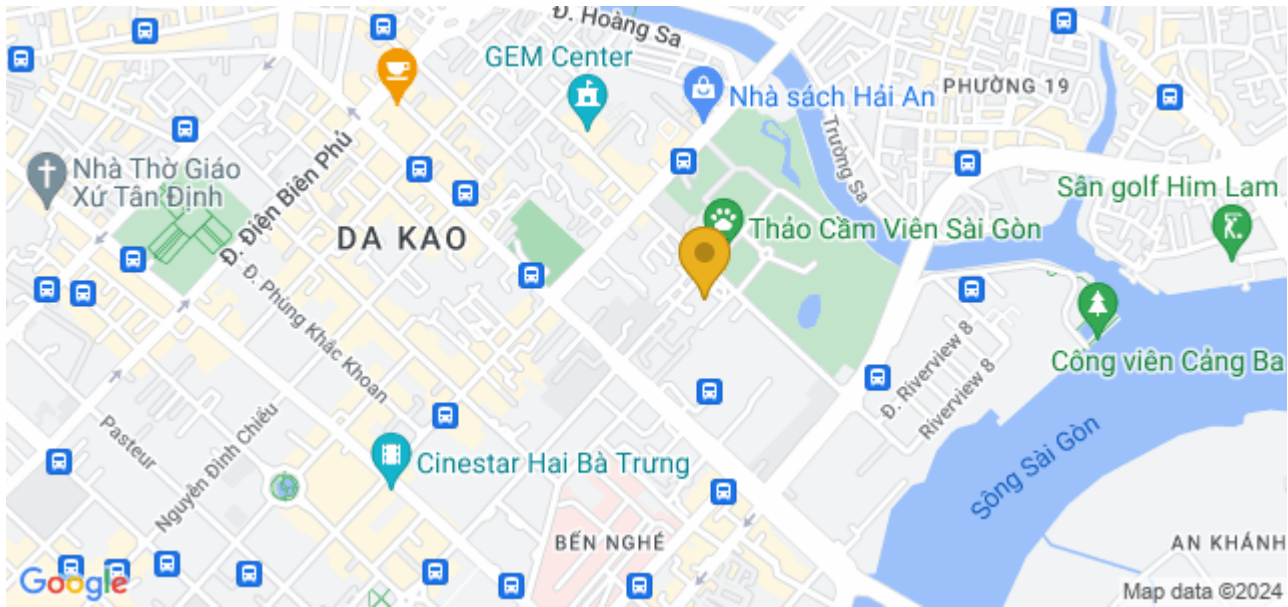 Đ. Hoàng Sa
GEM Center
Nhà sách Hải An
PHƯỜNG 19
Trường Sa
Nhà Thờ Giáo
Xứ Tân Định
Đ. Điện Biên Phủ
Sân golf Him Lam
DA KAO
Thảo Cầm Viên Sài Gòn
Đ. Phùng Khắc Khoan
Đ. Riverview 8
Riverview 8
Công viên Cảng Ba
Pasteur
Nguyễn Đình Chiểu
Cinestar Hai Bà Trưng
Sông Sài Gòn
BẾN NGHÉ
AN KHÁNH
Google
Map data ©2024